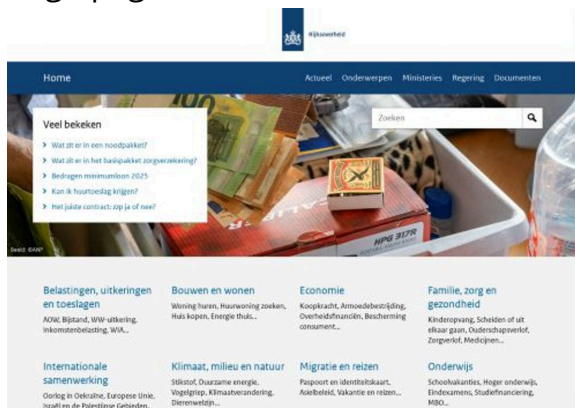 Rijksoverheid
Home
Actueel Onderwerpen Ministeries Regering Documenten
Veel bekeken
Wat zit er in een noodpakket?
Wat zit er in het basispakket zorgverzekering?
Bedragen minimumloon 2025
Kan ik huurtoeslag krijgen?
Het juiste contract: zzp ja of nee?
Zoeken
100
CALIBER
HPG 317R
Beeld: ©ANP
Belastingen, uitkeringen
en toeslagen
AOW, Bijstand, WW-uitkering,
Inkomstenbelasting, WIA...
Bouwen en wonen
Woning huren, Huurwoning zoeken,
Huis kopen, Energie thuis...
Economie
Koopkracht, Armoedebestrijding,
Overheidsfinanciën, Bescherming
consument...
Familie, zorg en
gezondheid
Kinderopvang, Scheiden of uit
elkaar gaan, Ouderschapsverlof,
Zorgverlof, Medicijnen...
Internationale
samenwerking
Oorlog in Oekraïne, Europese Unie,
Israël en de Palestijnse Gebieden,
Klimaat, milieu en natuur
Stikstof, Duurzame energie,
Vogelgriep, Klimaatverandering,
Dierenwelzijn...
Migratie en reizen
Paspoort en identiteitskaart,
Asielbeleid, Vakantie en reizen...
Onderwijs
Schoolvakanties, Hoger onderwijs,
Eindexamens, Studiefinanciering,
MBO...